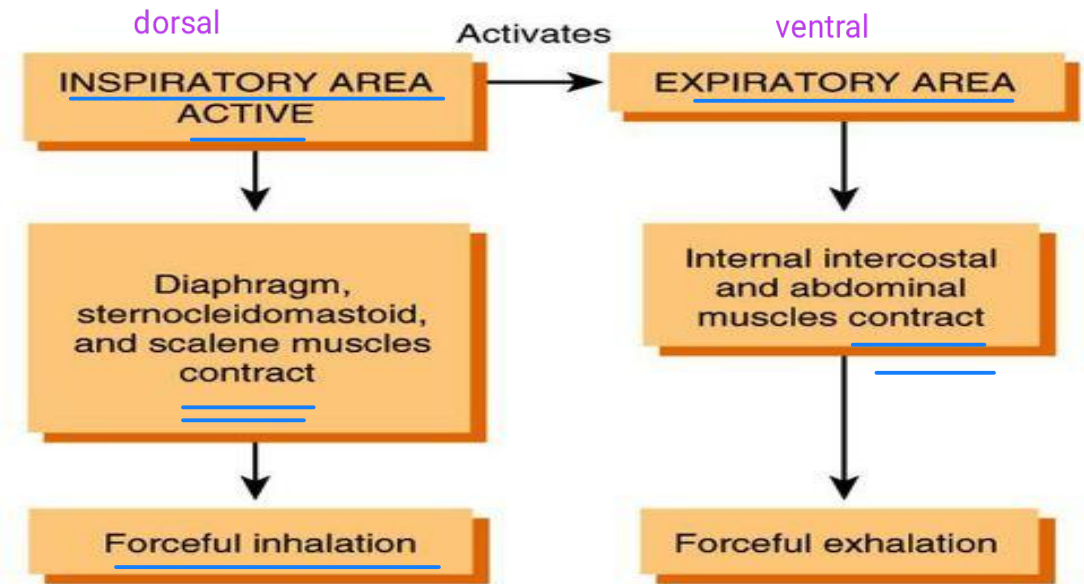 dorsal
Activates
ventral
INSPIRATORY AREA
ACTIVE
EXPIRATORY AREA
Diaphragm,
sternocleidomastoid,
and scalene muscles
contract
Internal intercostal
and abdominal
muscles contract
Forceful inhalation
Forceful exhalation